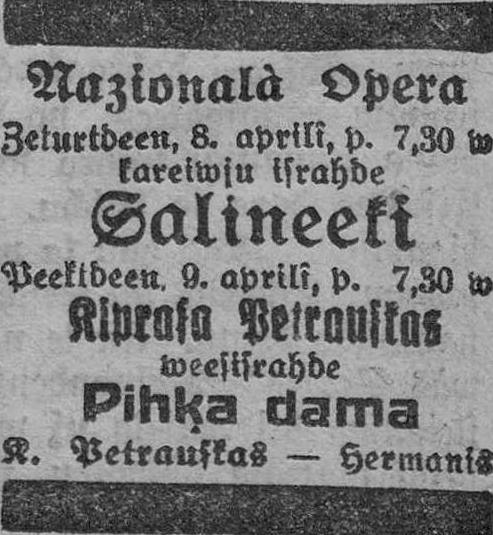 Nazionalà Opera
Zeturtdeen, 8. aprilî, p. 7,30 w
kareiwju iſrahde
Salineeki
Peektdeen, 9. aprilî, p. 7,30 w
Kipraſa Petrauſkas
weesiſrahde
Pihķa dama
K. Petrauſkas — Hermanis